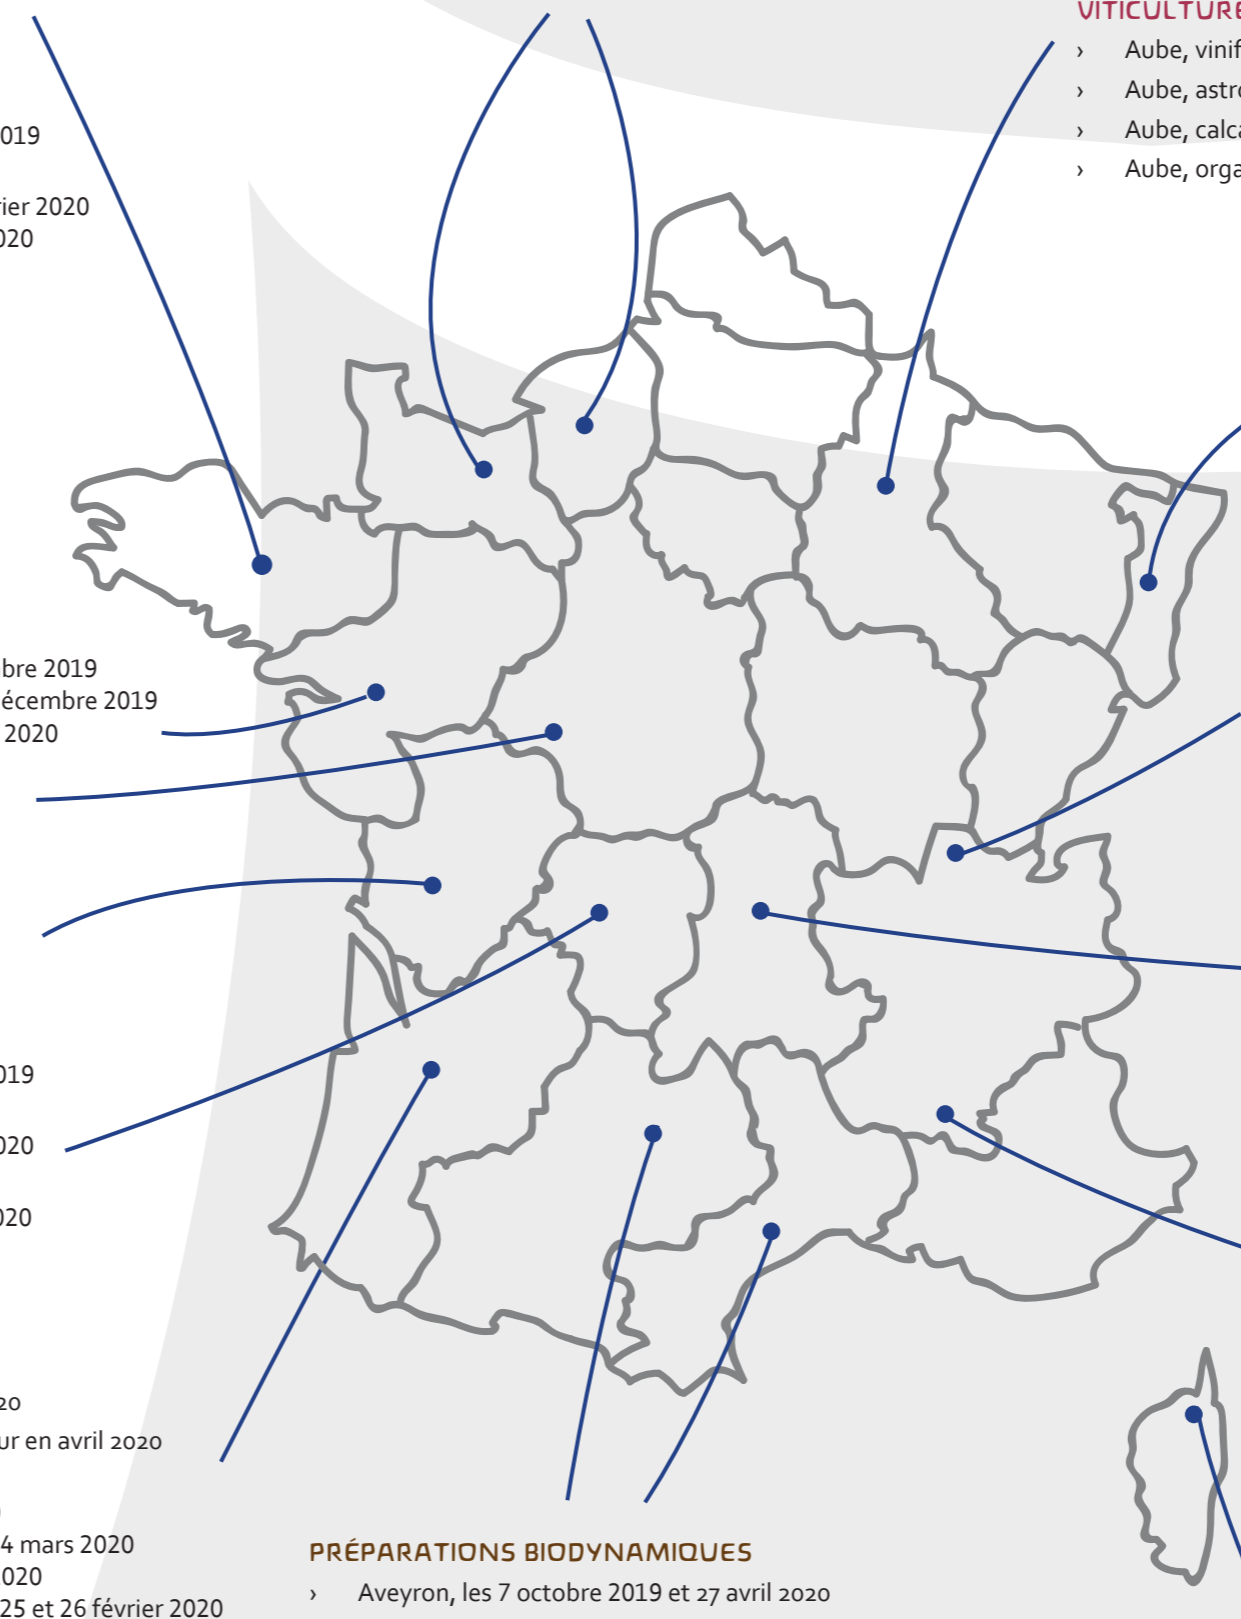 VITICULTURE
› Aube, vinif
› Aube, astro
› Aube, calca
› Aube, orga
019
rier 2020
020
bre 2019
écembre 2019
2020
019
020
020
20
ur en avril 2020
4 mars 2020
020
25 et 26 février 2020
PRÉPARATIONS BIODYNAMIQUES
› Aveyron, les 7 octobre 2019 et 27 avril 2020